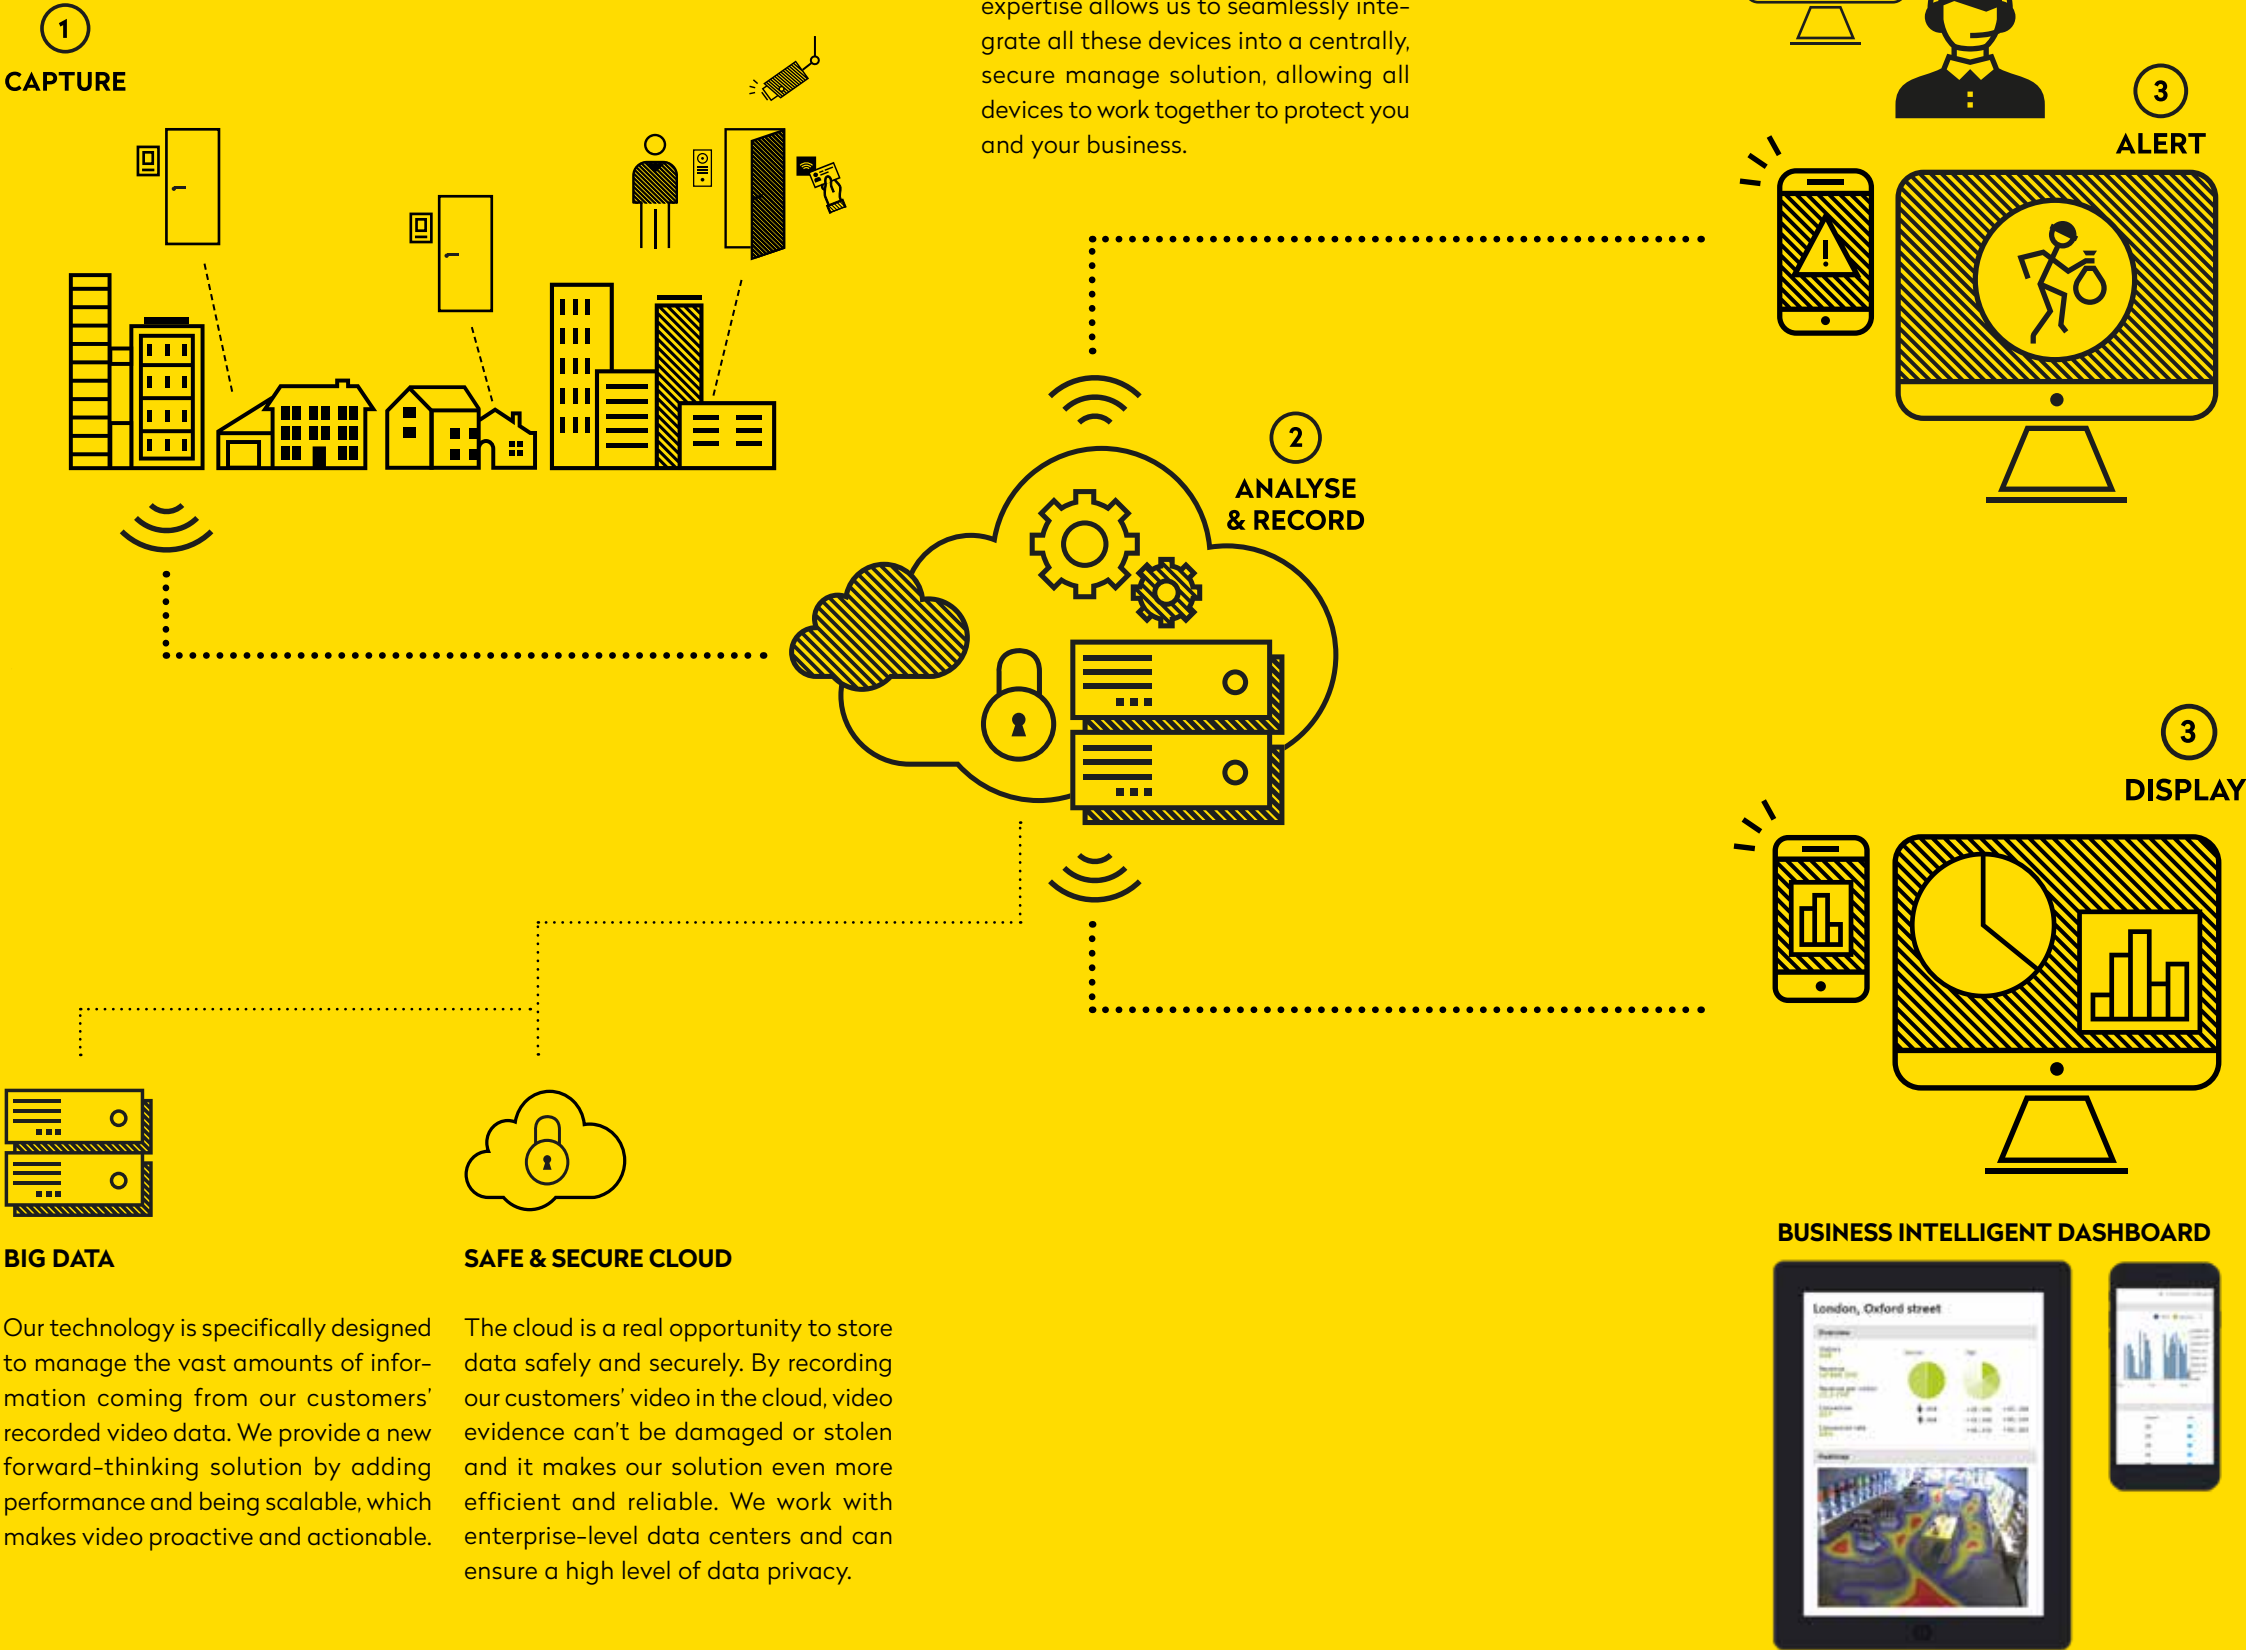 1
CAPTURE
expertise allows us to seamlessly inte-
grate all these devices into a centrally,
secure manage solution, allowing all
devices to work together to protect you
and your business.
3
ALERT
2
ANALYSE
& RECORD
3
DISPLAY
BIG DATA
Our technology is specifically designed
to manage the vast amounts of infor-
mation coming from our customers'
recorded video data. We provide a new
forward-thinking solution by adding
performance and being scalable, which
makes video proactive and actionable.
SAFE & SECURE CLOUD
The cloud is a real opportunity to store
data safely and securely. By recording
our customers' video in the cloud, video
evidence can't be damaged or stolen
and it makes our solution even more
efficient and reliable. We work with
enterprise-level data centers and can
ensure a high level of data privacy.
BUSINESS INTELLIGENT DASHBOARD
London, Oxford street
Overview